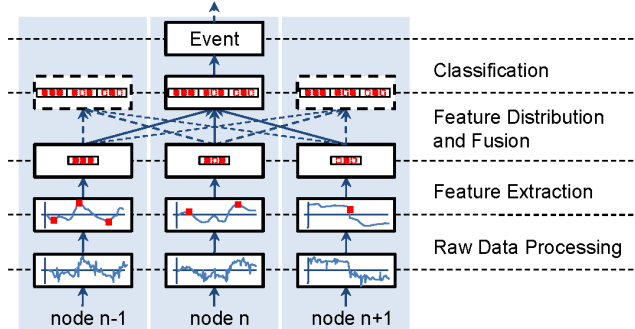 Event
Classification
Feature Distribution
and Fusion
Feature Extraction
Raw Data Processing
node n-1
node n
node n+1